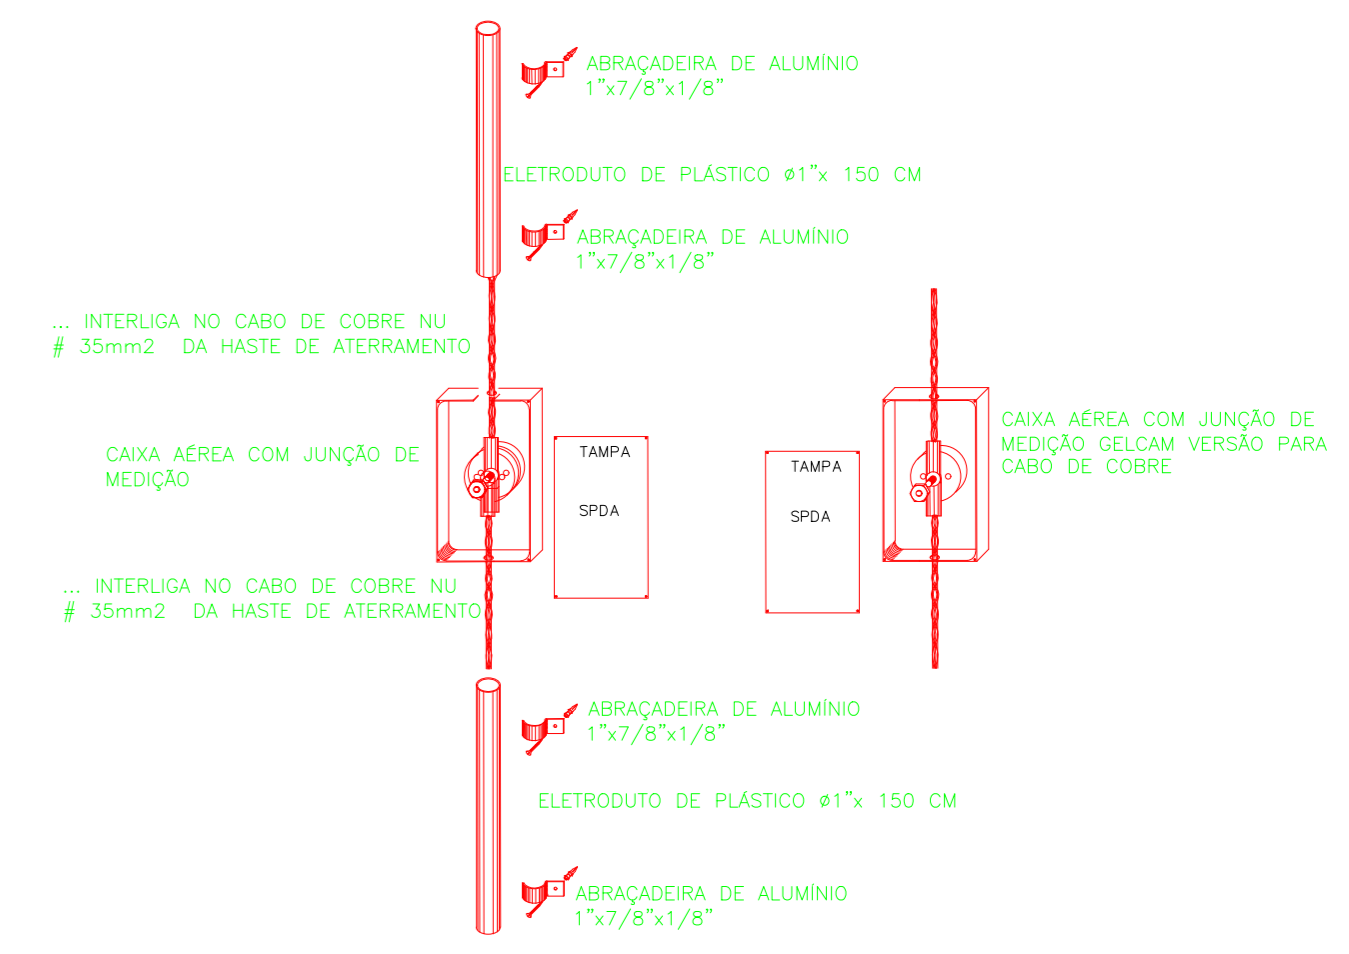 ABRAÇADEIRA DE ALUMÍNIO
1"x7/8"x1/8"
ELETRODUTO DE PLÁSTICO ø1"x 150 CM
ABRAÇADEIRA DE ALUMÍNIO
1"x7/8"x1/8"
... INTERLIGA NO CABO DE COBRE NU
# 35mm2 DA HASTE DE ATERRAMENTO
CAIXA AÉREA COM JUNÇÃO DE
MEDIÇÃO
TAMPA
SPDA
TAMPA
SPDA
CAIXA AÉREA COM JUNÇÃO DE
MEDIÇÃO GELCAM VERSÃO PARA
CABO DE COBRE
... INTERLIGA NO CABO DE COBRE NU
# 35mm2 DA HASTE DE ATERRAMENTO
ABRAÇADEIRA DE ALUMÍNIO
1"x7/8"x1/8"
ELETRODUTO DE PLÁSTICO ø1"x 150 CM
ABRAÇADEIRA DE ALUMÍNIO
1"x7/8"x1/8"